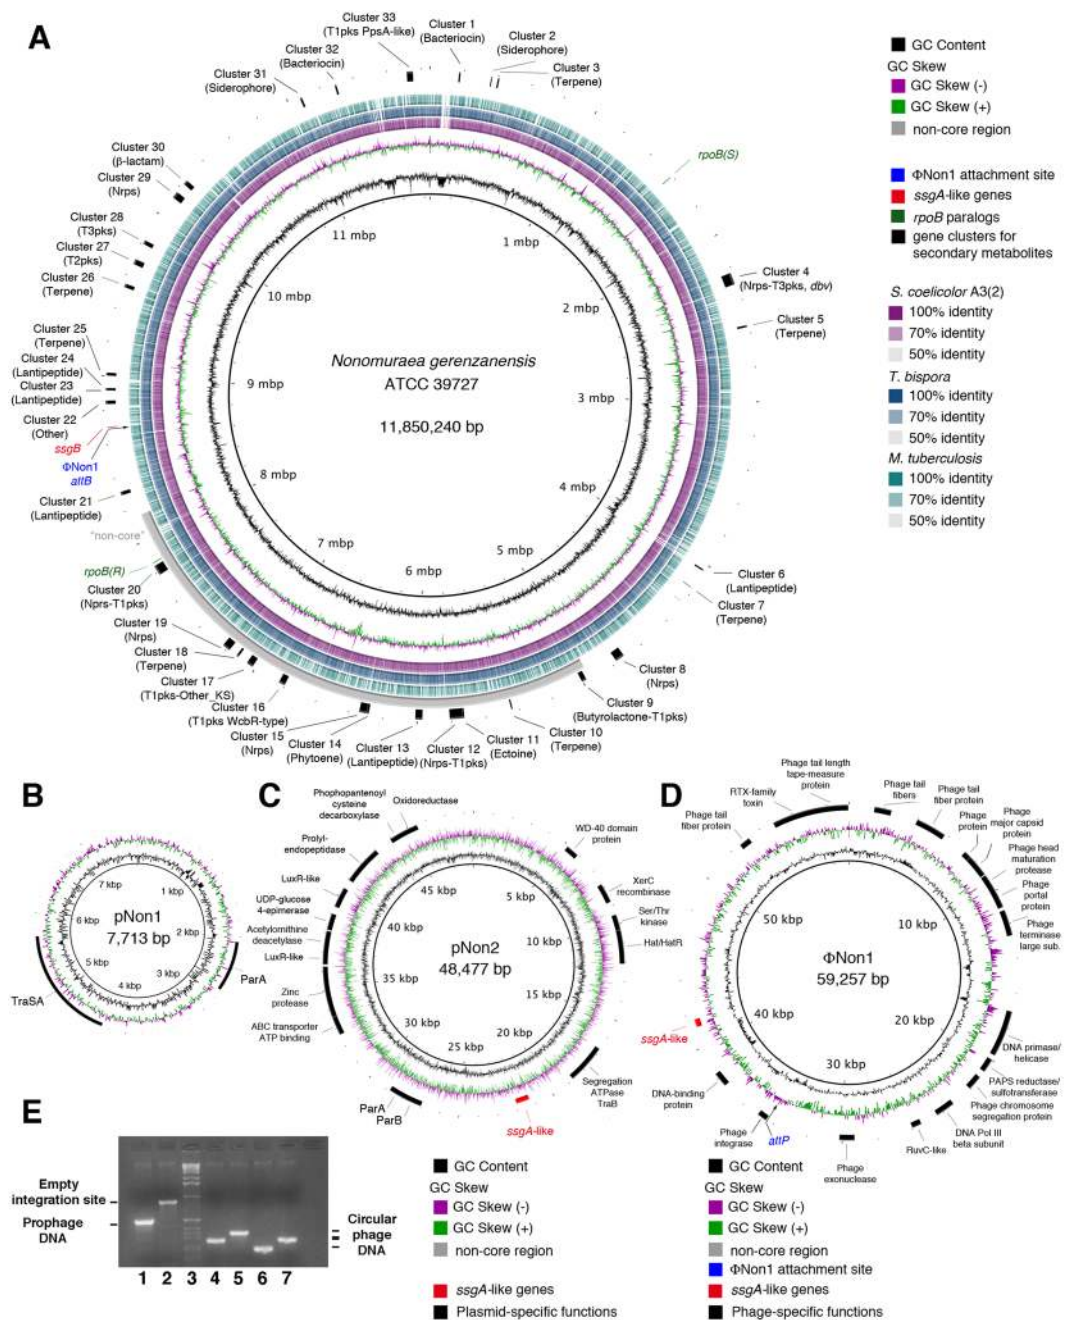 A
Cluster 33
(T1pks PpsA-like)
Cluster 1
(Bacteriocin)
Cluster 2
(Siderophore)
Cluster 3
(Terpene)
Cluster 32
(Bacteriocin)
Cluster 31
(Siderophore)
Cluster 30
(β-lactam)
Cluster 29
(Nrps)
Cluster 28
(T3pks)
Cluster 27
(T2pks)
Cluster 26
(Terpene)
Cluster 25
(Terpene)
Cluster 24
(Lantipeptide)
Cluster 23
(Lantipeptide)
Cluster 22
(Other)
ssgB
ΦNon1
attB
Cluster 21
(Lantipeptide)
"non-core"
rpoB(R)
Cluster 20
(Nprs-T1pks)
Cluster 19
(Nrps)
Cluster 18
(Terpene)
Cluster 17
(T1pks-Other_KS)
Cluster 16
(T1pks WcbR-type)
Cluster 15
(Nrps)
Cluster 14
(Phytoene)
Cluster 13
(Lantipeptide)
Cluster 12
(Nrps-T1pks)
Cluster 11
(Ectoine)
Cluster 10
(Terpene)
Cluster 9
(Butyrolactone-T1pks)
Cluster 8
(Nrps)
Cluster 7
(Terpene)
Cluster 6
(Lantipeptide)
Cluster 5
(Terpene)
Cluster 4
(Nrps-T3pks, dbv)
rpoB(S)
11 mbp
1 mbp
10 mbp
2 mbp
9 mbp
3 mbp
8 mbp
4 mbp
7 mbp
5 mbp
6 mbp
Nonomuraea gerenzanensis
ATCC 39727
11,850,240 bp
GC Content
GC Skew
GC Skew (-)
GC Skew (+)
non-core region
ΦNon1 attachment site
ssgA-like genes
rpoB paralogs
gene clusters for
secondary metabolites
S. coelicolor A3(2)
100% identity
70% identity
50% identity
T. bispora
100% identity
70% identity
50% identity
M. tuberculosis
100% identity
70% identity
50% identity
B
7 kbp
1 kbp
6 kbp
2 kbp
5 kbp
3 kbp
4 kbp
pNon1
7,713 bp
TraSA
ParA
C
Phophopantenoyl
cysteine
decarboxylase
Oxidoreductase
Prolyl-
endopeptidase
LuxR-like
UDP-glucose
4-epimerase
Acetylornithine
deacetylase
LuxR-like
Zinc
protease
ABC transporter
ATP binding
ParA
ParB
ssgA-like
Segregation
ATPase
TraB
WD-40 domain
protein
XerC
recombinase
Ser/Thr
kinase
Hat/HatR
45 kbp
5 kbp
40 kbp
10 kbp
35 kbp
15 kbp
30 kbp
20 kbp
25 kbp
pNon2
48,477 bp
GC Content
GC Skew
GC Skew (-)
GC Skew (+)
non-core region
ssgA-like genes
Plasmid-specific functions
D
Phage tail length
tape-measure
protein
RTX-family
toxin
Phage tail
fiber protein
Phage tail
fibers
Phage tail
fiber protein
Phage
protein
Phage
major capsid
protein
Phage head
maturation
protease
Phage
portal
protein
Phage
terminase
large sub.
DNA primase/
helicase
PAPS reductase/
sulfotransferase
Phage chromosome
segregation protein
DNA Pol III
beta subunit
RuvC-like
Phage
exonuclease
attP
Phage
integrase
DNA-binding
protein
ssgA-like
50 kbp
10 kbp
40 kbp
20 kbp
30 kbp
ΦNon1
59,257 bp
GC Content
GC Skew
GC Skew (-)
GC Skew (+)
non-core region
ΦNon1 attachment site
ssgA-like genes
Phage-specific functions
E
Empty
integration site
Prophage
DNA
Circular
phage
DNA
1 2 3 4 5 6 7